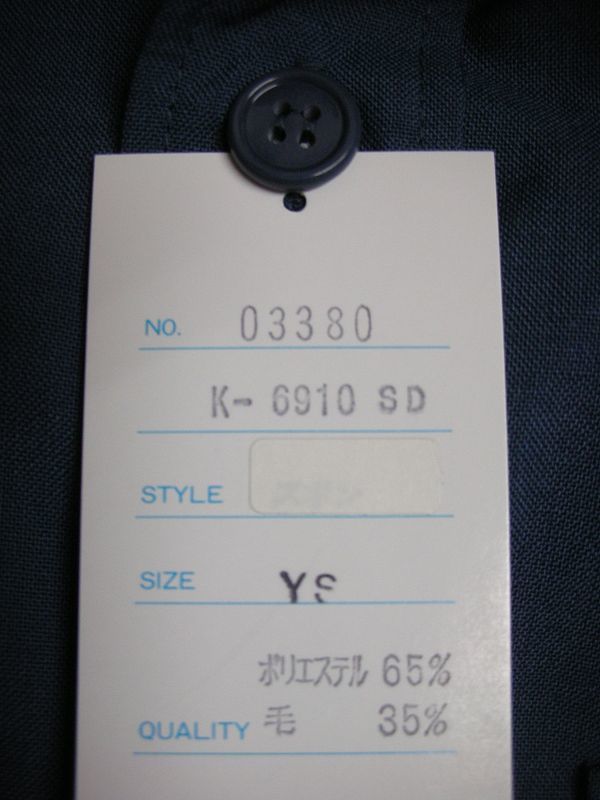 NO. 03380
K- 6910 SD
STYLE
SIZE YS
ポリエステル 65%
QUALITY 毛 35%